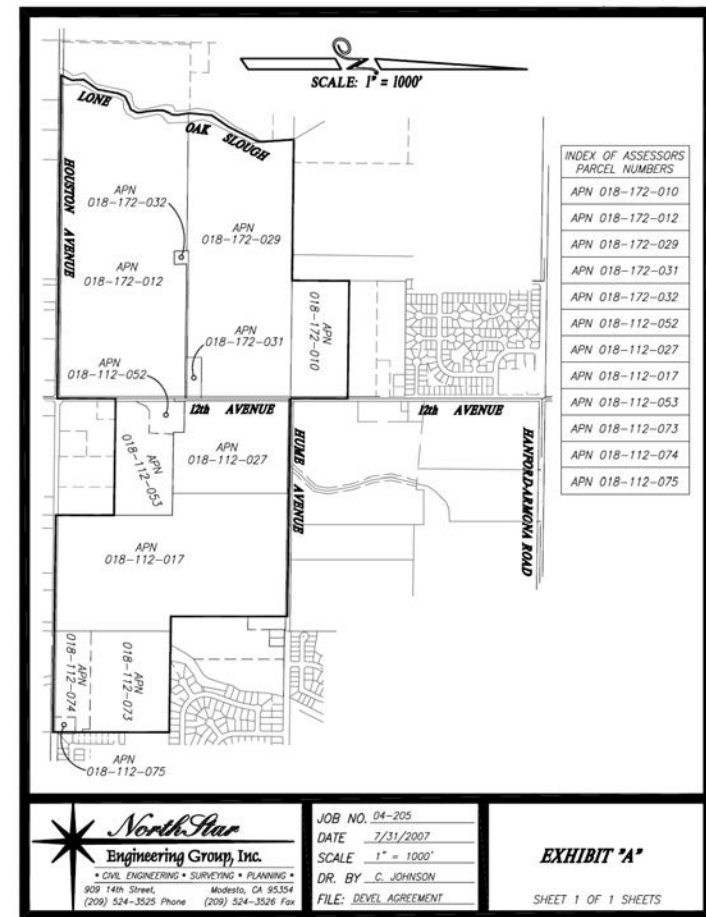 SCALE: 1" = 1000'
LONE
OAK SLOUGH
HOUSTON AVENUE
APN
018-172-032
APN
018-172-029
APN
018-172-012
APN
018-172-010
APN
018-172-031
APN
018-112-052
12th AVENUE
12th AVENUE
APN
018-112-053
APN
018-112-027
HUME AVENUE
HANFORD-ARMONA ROAD
APN
018-112-017
APN
018-112-074
APN
018-112-073
APN
018-112-075
INDEX OF ASSESSORS
PARCEL NUMBERS
APN 018-172-010
APN 018-172-012
APN 018-172-029
APN 018-172-031
APN 018-172-032
APN 018-112-052
APN 018-112-027
APN 018-112-017
APN 018-112-053
APN 018-112-073
APN 018-112-074
APN 018-112-075
NorthStar
Engineering Group, Inc.
• CIVIL ENGINEERING • SURVEYING • PLANNING •
909 14th Street, Modesto, CA 95354
(209) 524-3525 Phone (209) 524-3526 Fax
JOB NO. 04-205
DATE 7/31/2007
SCALE 1" = 1000'
DR. BY C. JOHNSON
FILE: DEVEL AGREEMENT
EXHIBIT "A"
SHEET 1 OF 1 SHEETS